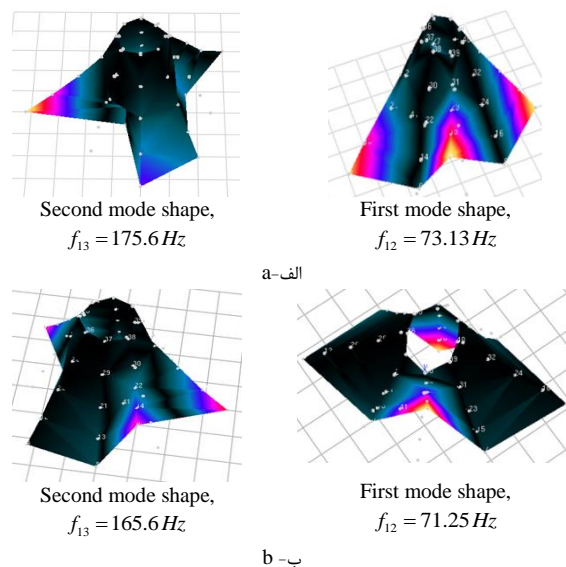 Second mode shape,
f₁₃ = 175.6 Hz
First mode shape,
f₁₂ = 73.13 Hz
a-الف
Second mode shape,
f₁₃ = 165.6 Hz
First mode shape,
f₁₂ = 71.25 Hz
b -ب